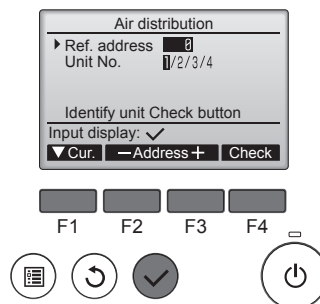 Air distribution
Ref. address 0
Unit No. 1/2/3/4
Identify unit Check button
Input display: ✓
▼Cur. −Address+ Check
F1 F2 F3 F4